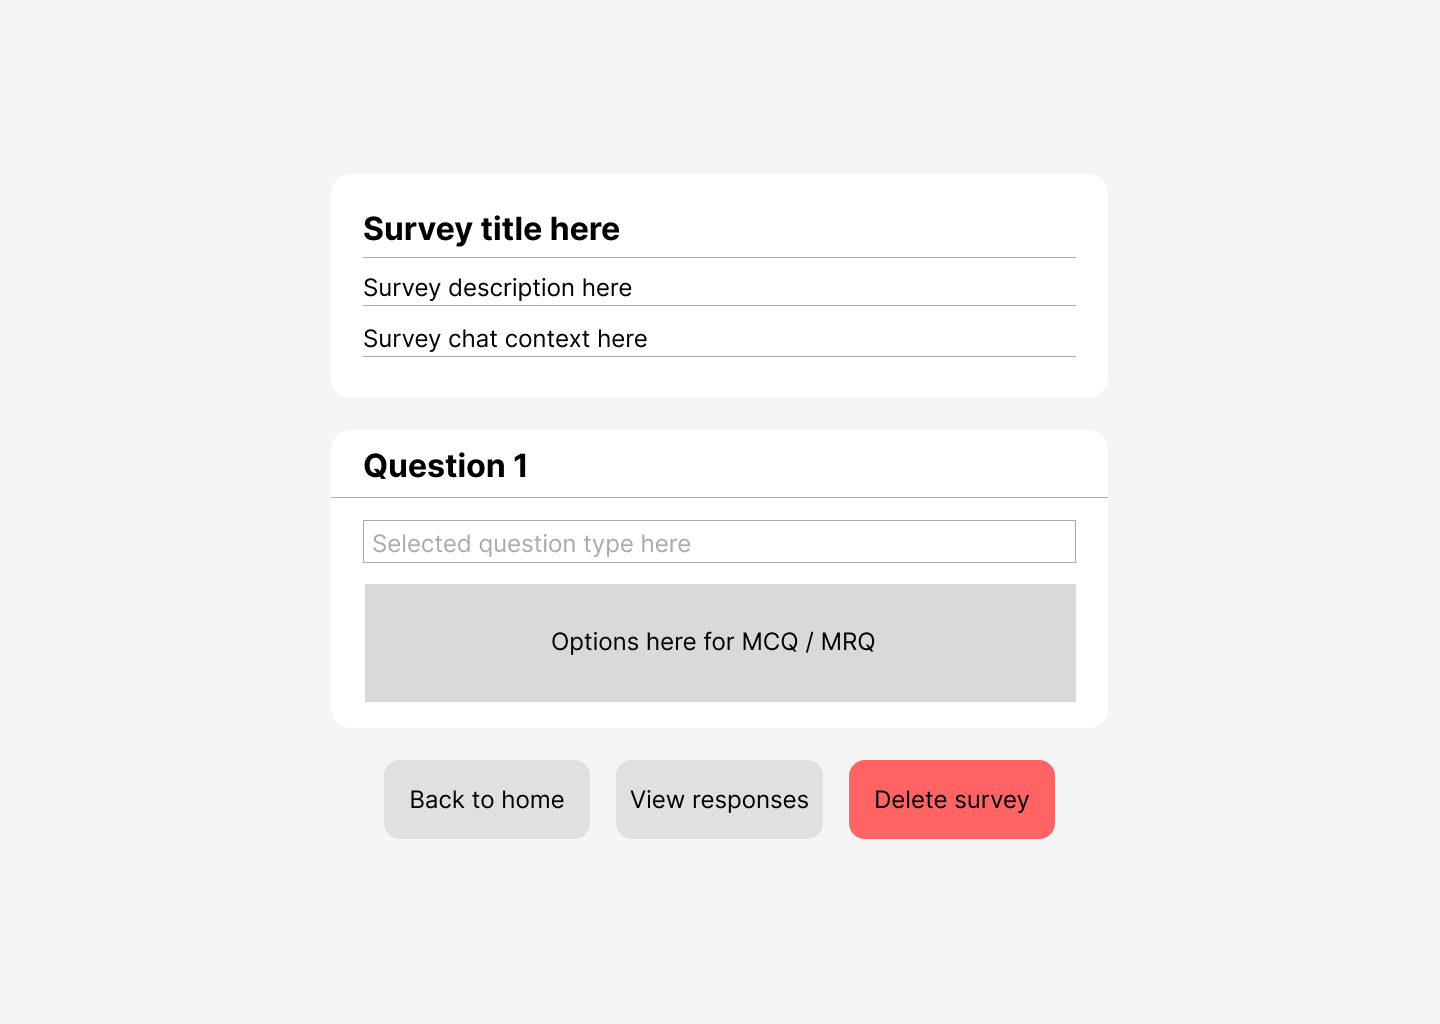 Survey title here
Survey description here
Survey chat context here
Question 1
Selected question type here
Options here for MCQ / MRQ
Back to home
View responses
Delete survey